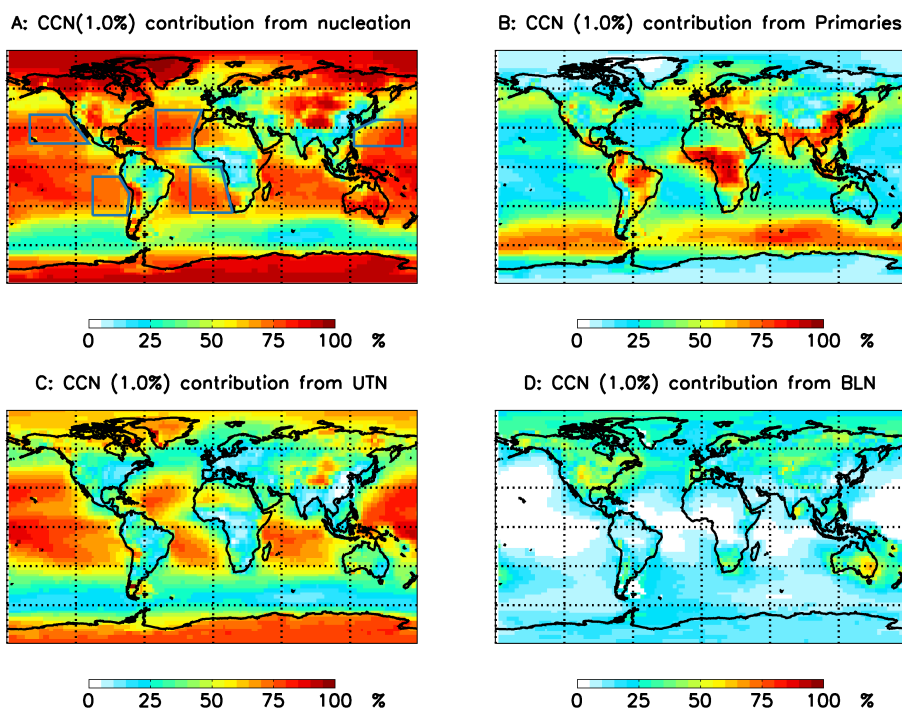 A: CCN(1.0%) contribution from nucleation
B: CCN (1.0%) contribution from Primaries
0 25 50 75 100 %
0 25 50 75 100 %
C: CCN (1.0%) contribution from UTN
D: CCN (1.0%) contribution from BLN
0 25 50 75 100 %
0 25 50 75 100 %